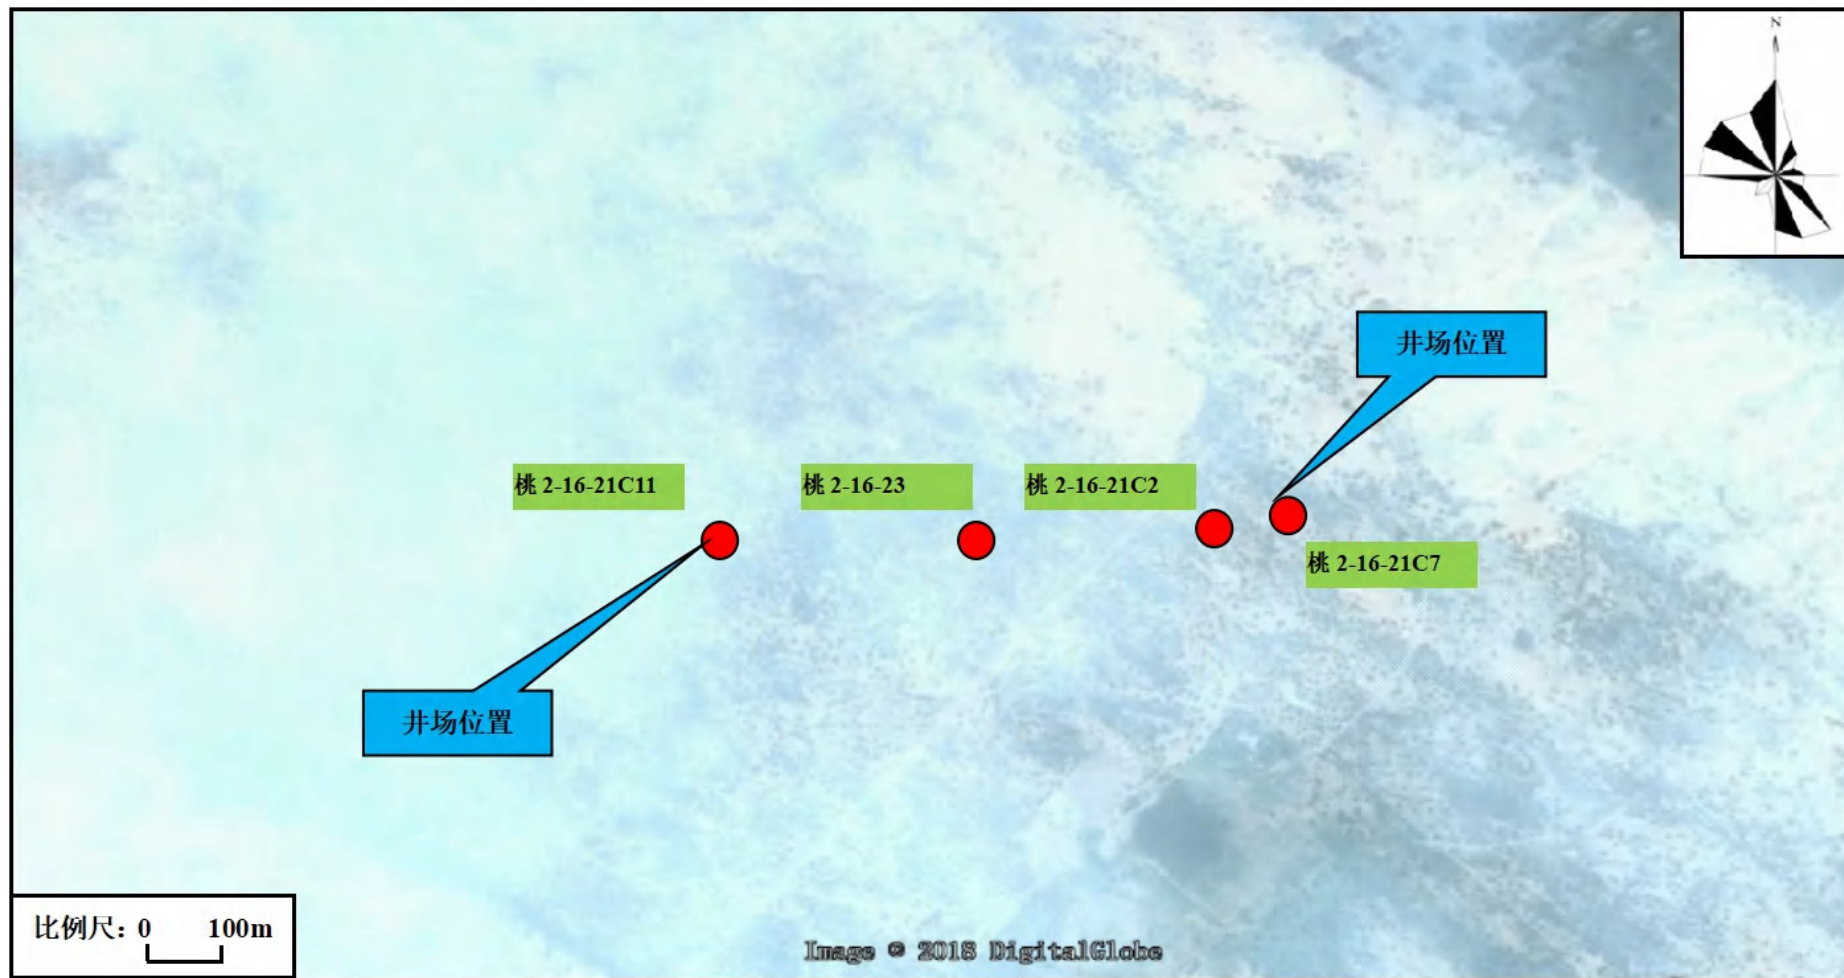 N
井场位置
桃 2-16-21C11
桃 2-16-23
桃 2-16-21C2
桃 2-16-21C7
井场位置
比例尺：0 100m
Image © 2018 DigitalGlobe